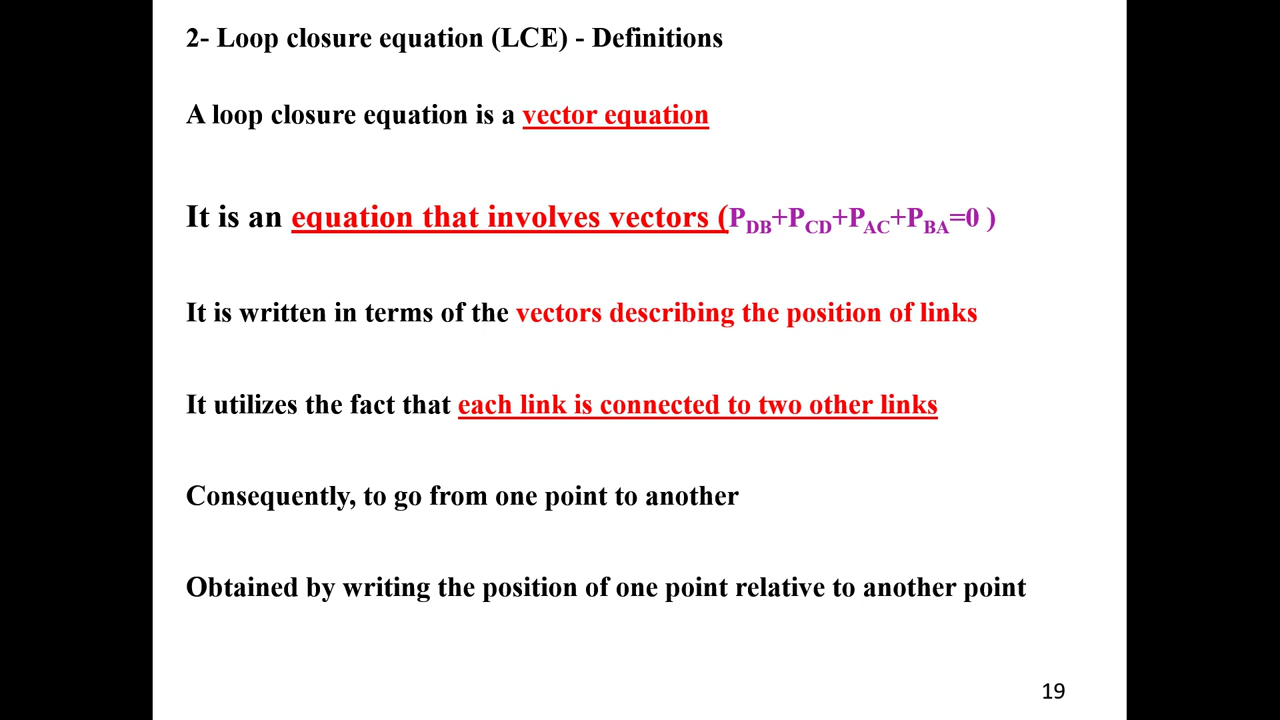 2- Loop closure equation (LCE) - Definitions
A loop closure equation is a vector equation
It is an equation that involves vectors (PDB+PCD+PAC+PBA=0 )
It is written in terms of the vectors describing the position of links
It utilizes the fact that each link is connected to two other links
Consequently, to go from one point to another
Obtained by writing the position of one point relative to another point
19